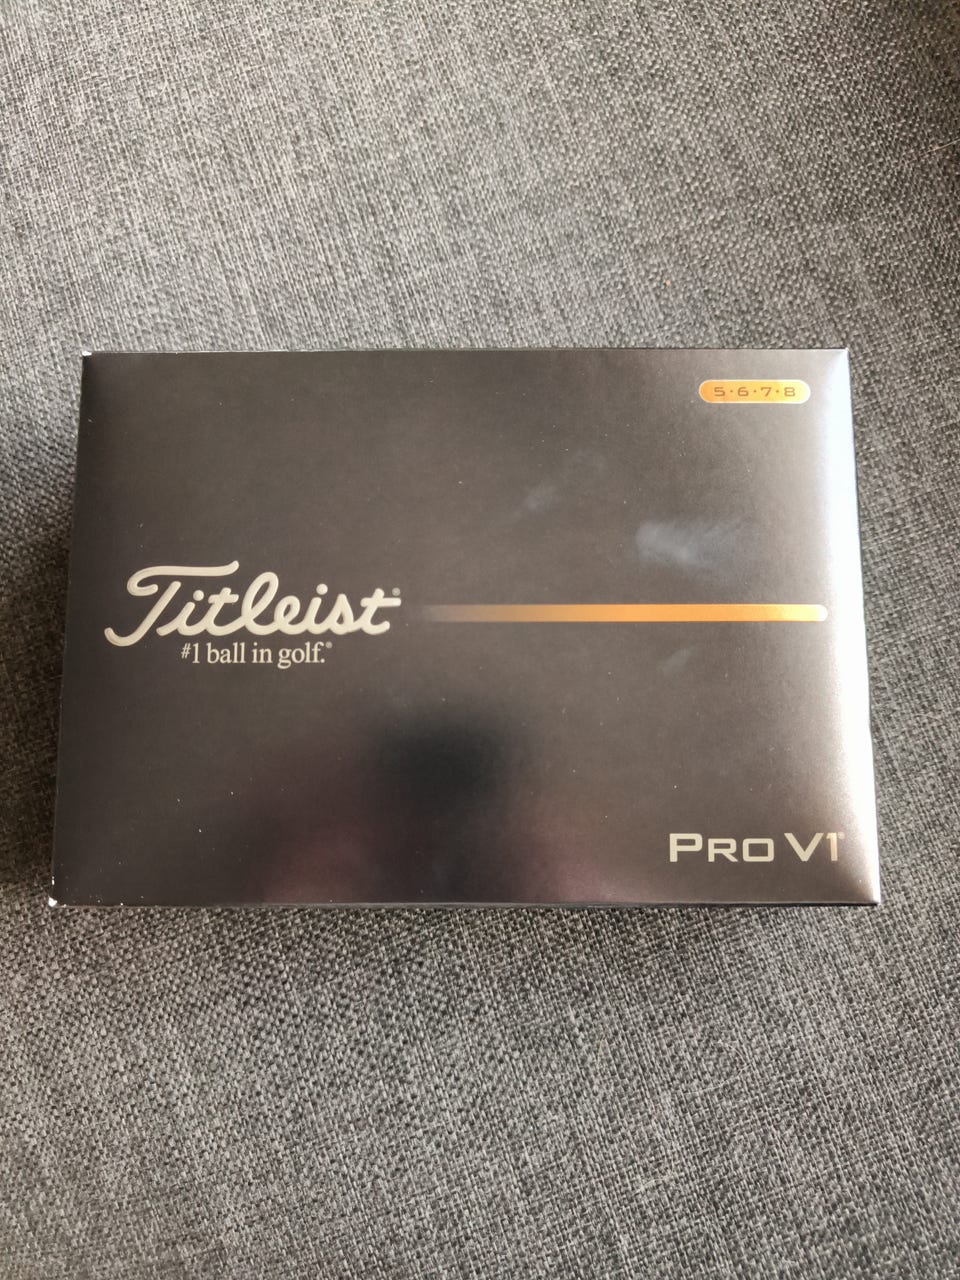 5·6·7·8
Titleist®
#1 ball in golf.®
PRO V1®